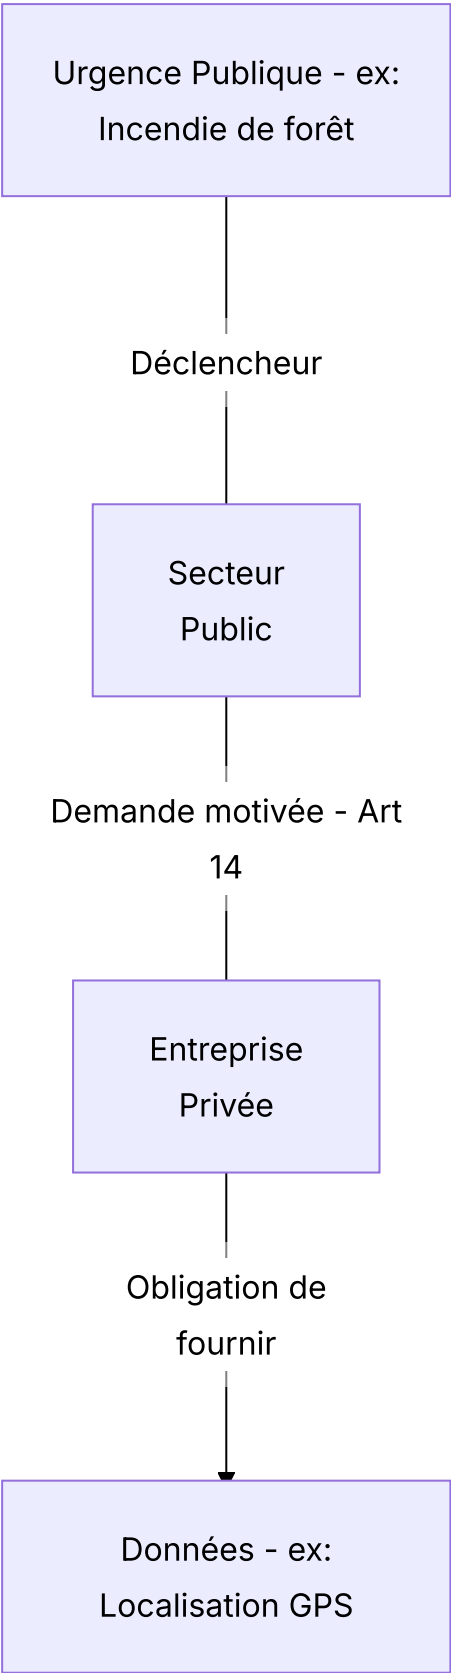 Urgence Publique - ex:
Incendie de forêt
Déclencheur
Secteur
Public
Demande motivée - Art
14
Entreprise
Privée
Obligation de
fournir
Données - ex:
Localisation GPS